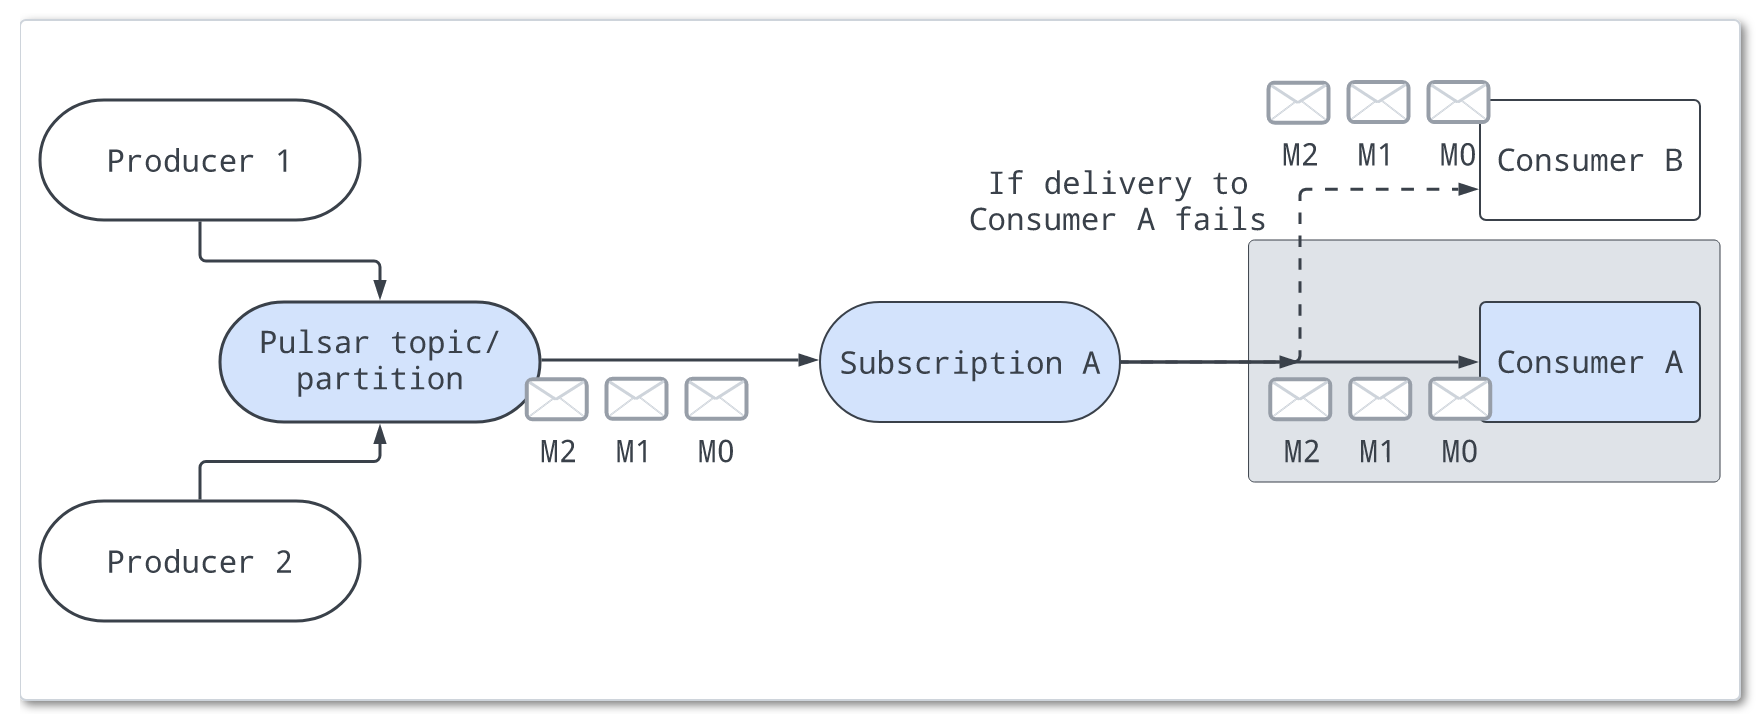 Producer 1
M2 M1 M0
Consumer B
If delivery to
Consumer A fails
Pulsar topic/
partition
Subscription A
Consumer A
M2 M1 M0
M2 M1 M0
Producer 2